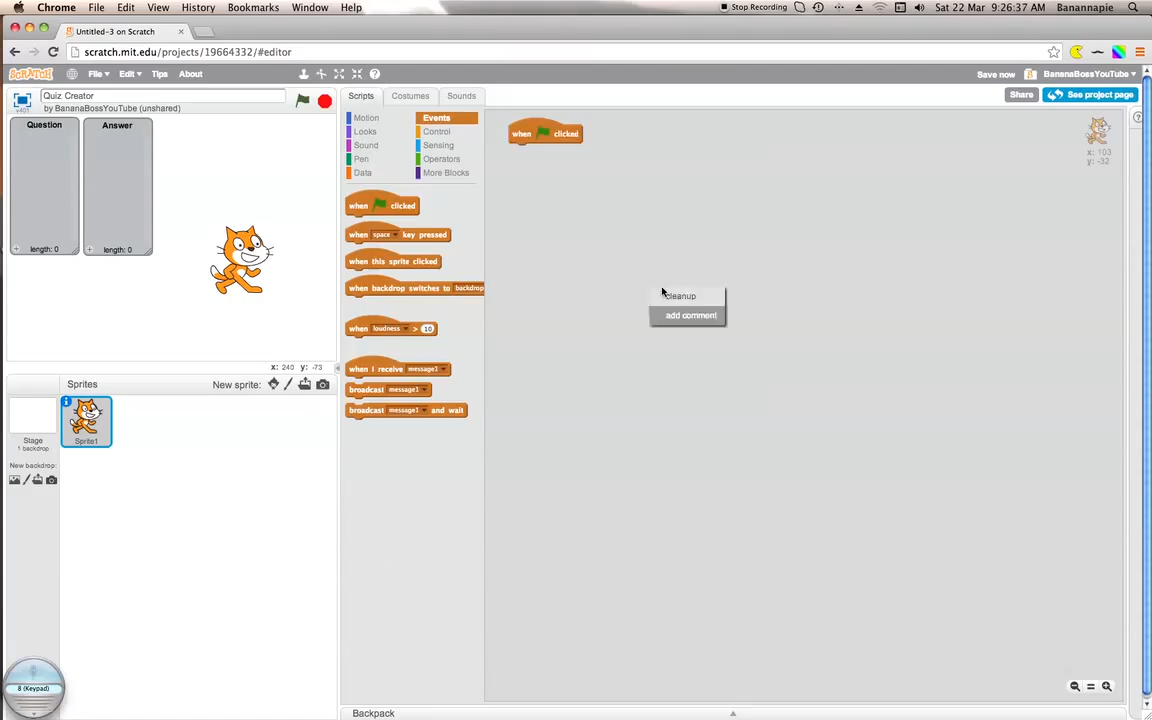 Chrome File Edit View History Bookmarks Window Help Stop Recording Sat 22 Mar 9:26:37 AM Banannapie
Untitled-3 on Scratch
scratch.mit.edu/projects/19664332/#editor
SCRATCH File Edit Tips About Save now BananaBossYouTube
Quiz Creator
by BananaBossYouTube (unshared)
v401
Scripts Costumes Sounds
Share See project page
Question
length: 0
Answer
length: 0
Motion Events
Looks Control
Sound Sensing
Pen Operators
Data More Blocks
when clicked
when space key pressed
when this sprite clicked
when backdrop switches to backdrop
when loudness > 10
when I receive message1
broadcast message1
broadcast message1 and wait
when clicked
x: 103
y: -32
cleanup
add comment
x: 240 y: -73
Sprites New sprite:
Stage
1 backdrop
New backdrop:
Sprite1
8 (Keypad)
Backpack